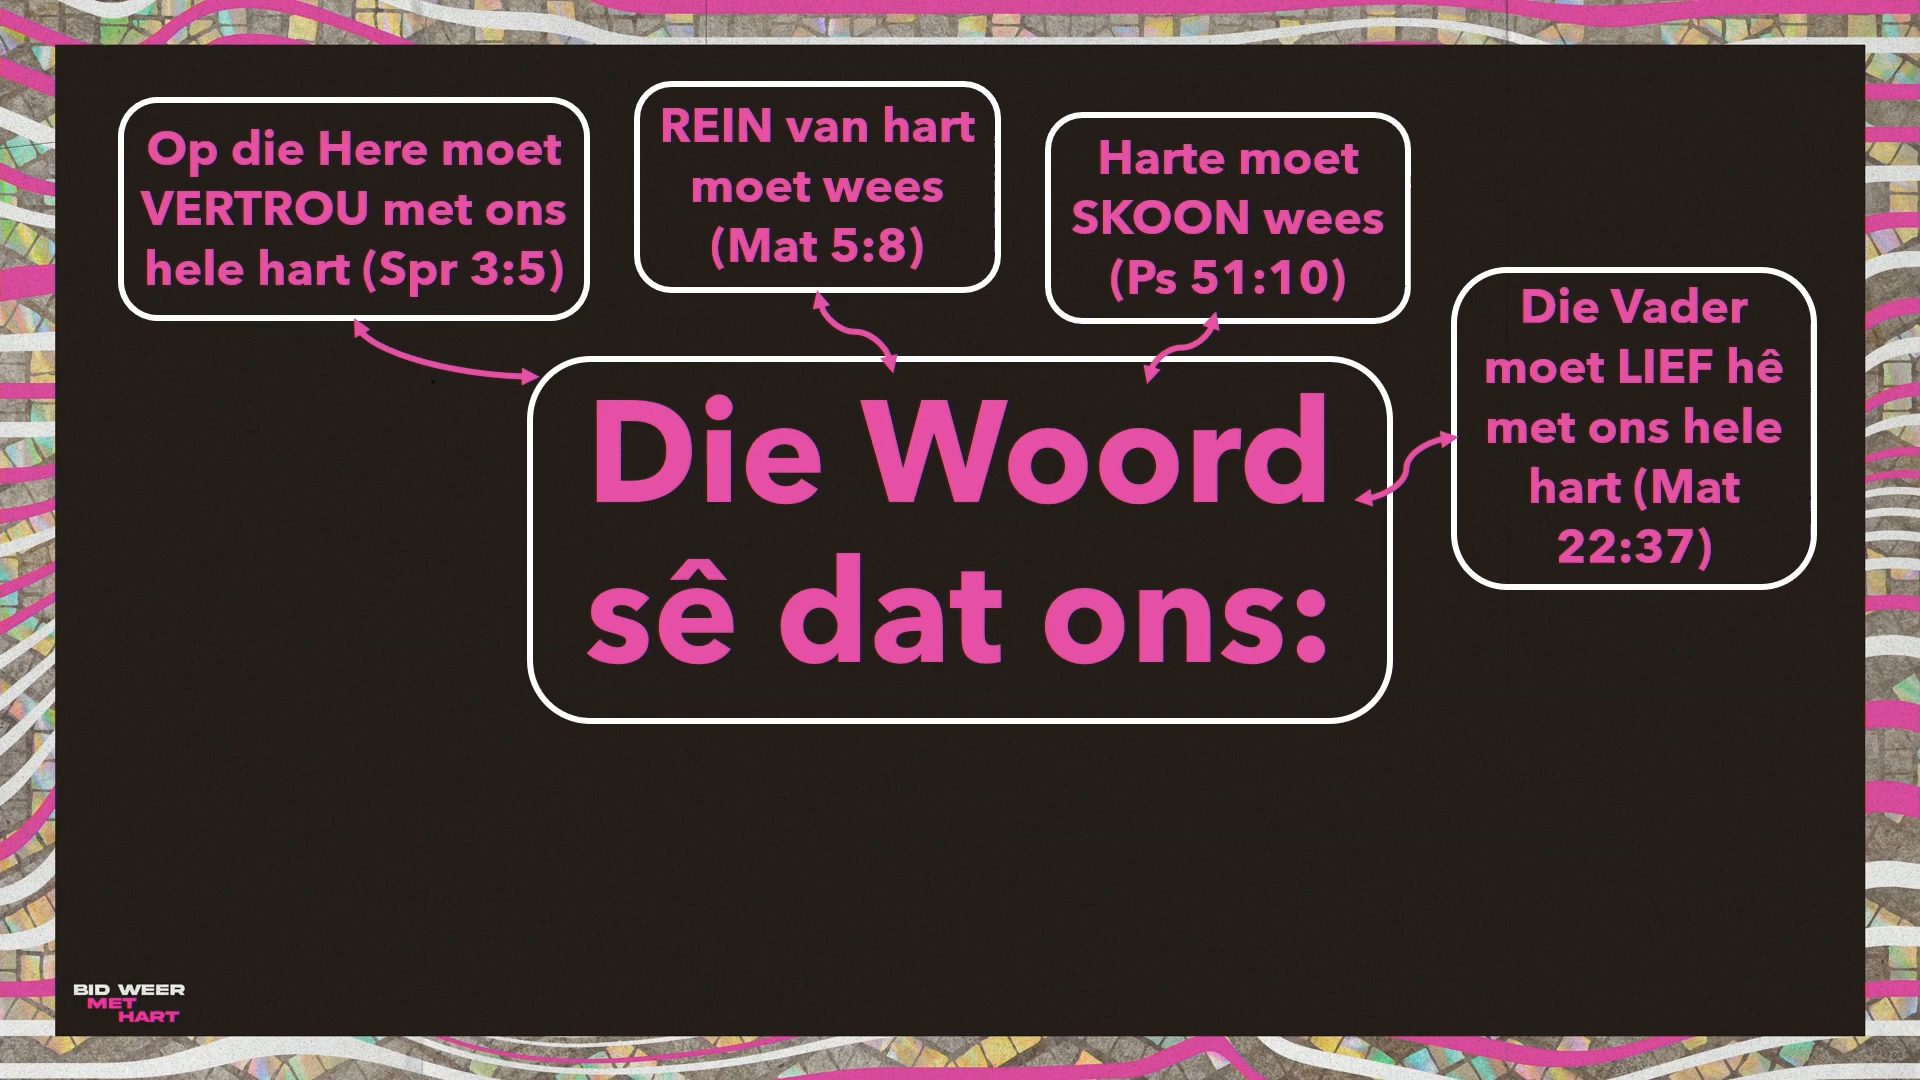 Op die Here moet
VERTROU met ons
hele hart (Spr 3:5)
REIN van hart
moet wees
(Mat 5:8)
Harte moet
SKOON wees
(Ps 51:10)
Die Vader
moet LIEF hê
met ons hele
hart (Mat
22:37)
Die Woord
sê dat ons:
BID WEER
MET
HART